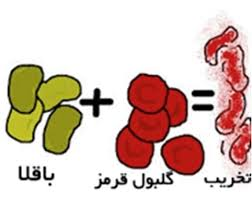 باقلا + گلبول قرمز = تخریب